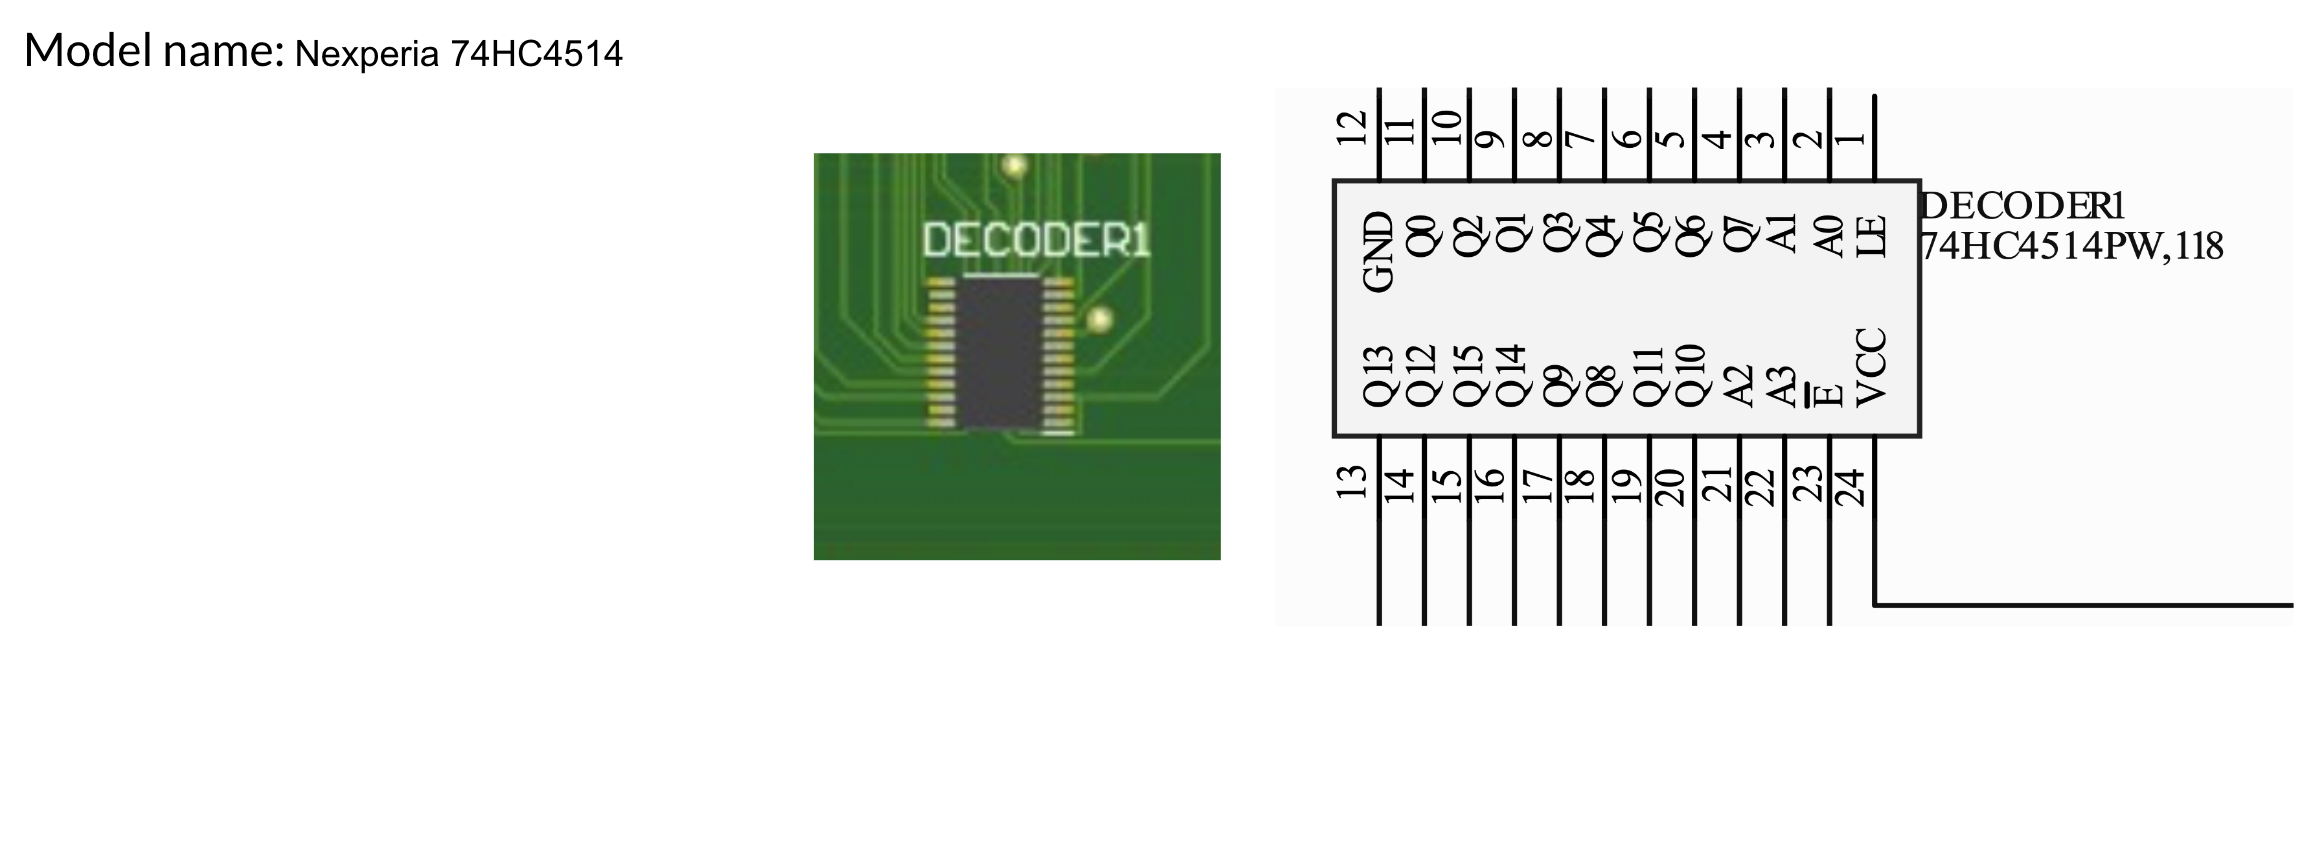 Model name: Nexperia 74HC4514
DECODER1
12 11 10 9 8 7 6 5 4 3 2 1
GND Q0 Q2 Q1 Q3 Q4 Q5 Q6 Q7 A1 A0 LE
DECODER1
74HC4514PW,118
Q13 Q12 Q15 Q14 Q9 Q8 Q11 Q10 A2 A3 E̅ VCC
13 14 15 16 17 18 19 20 21 22 23 24